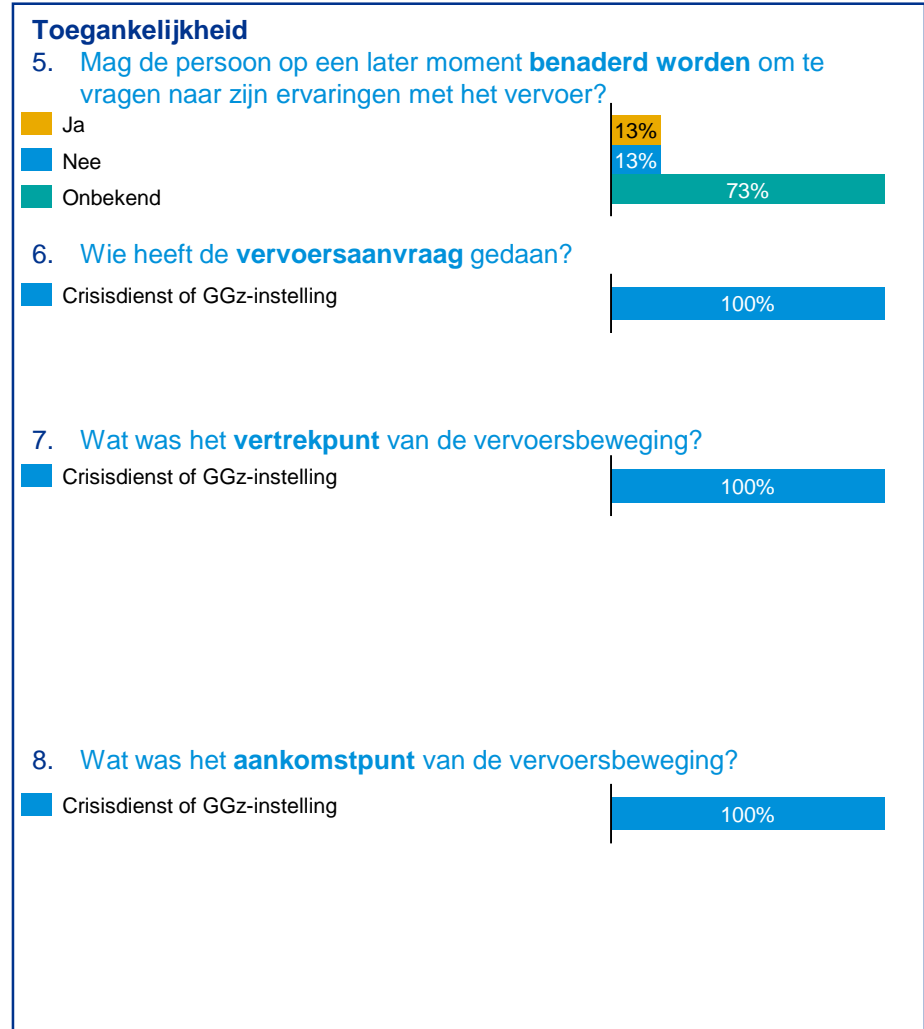 Toegankelijkheid
5. Mag de persoon op een later moment benaderd worden om te
vragen naar zijn ervaringen met het vervoer?
Ja
13%
Nee
13%
Onbekend
73%
6. Wie heeft de vervoersaanvraag gedaan?
Crisisdienst of GGz-instelling
100%
7. Wat was het vertrekpunt van de vervoersbeweging?
Crisisdienst of GGz-instelling
100%
8. Wat was het aankomstpunt van de vervoersbeweging?
Crisisdienst of GGz-instelling
100%